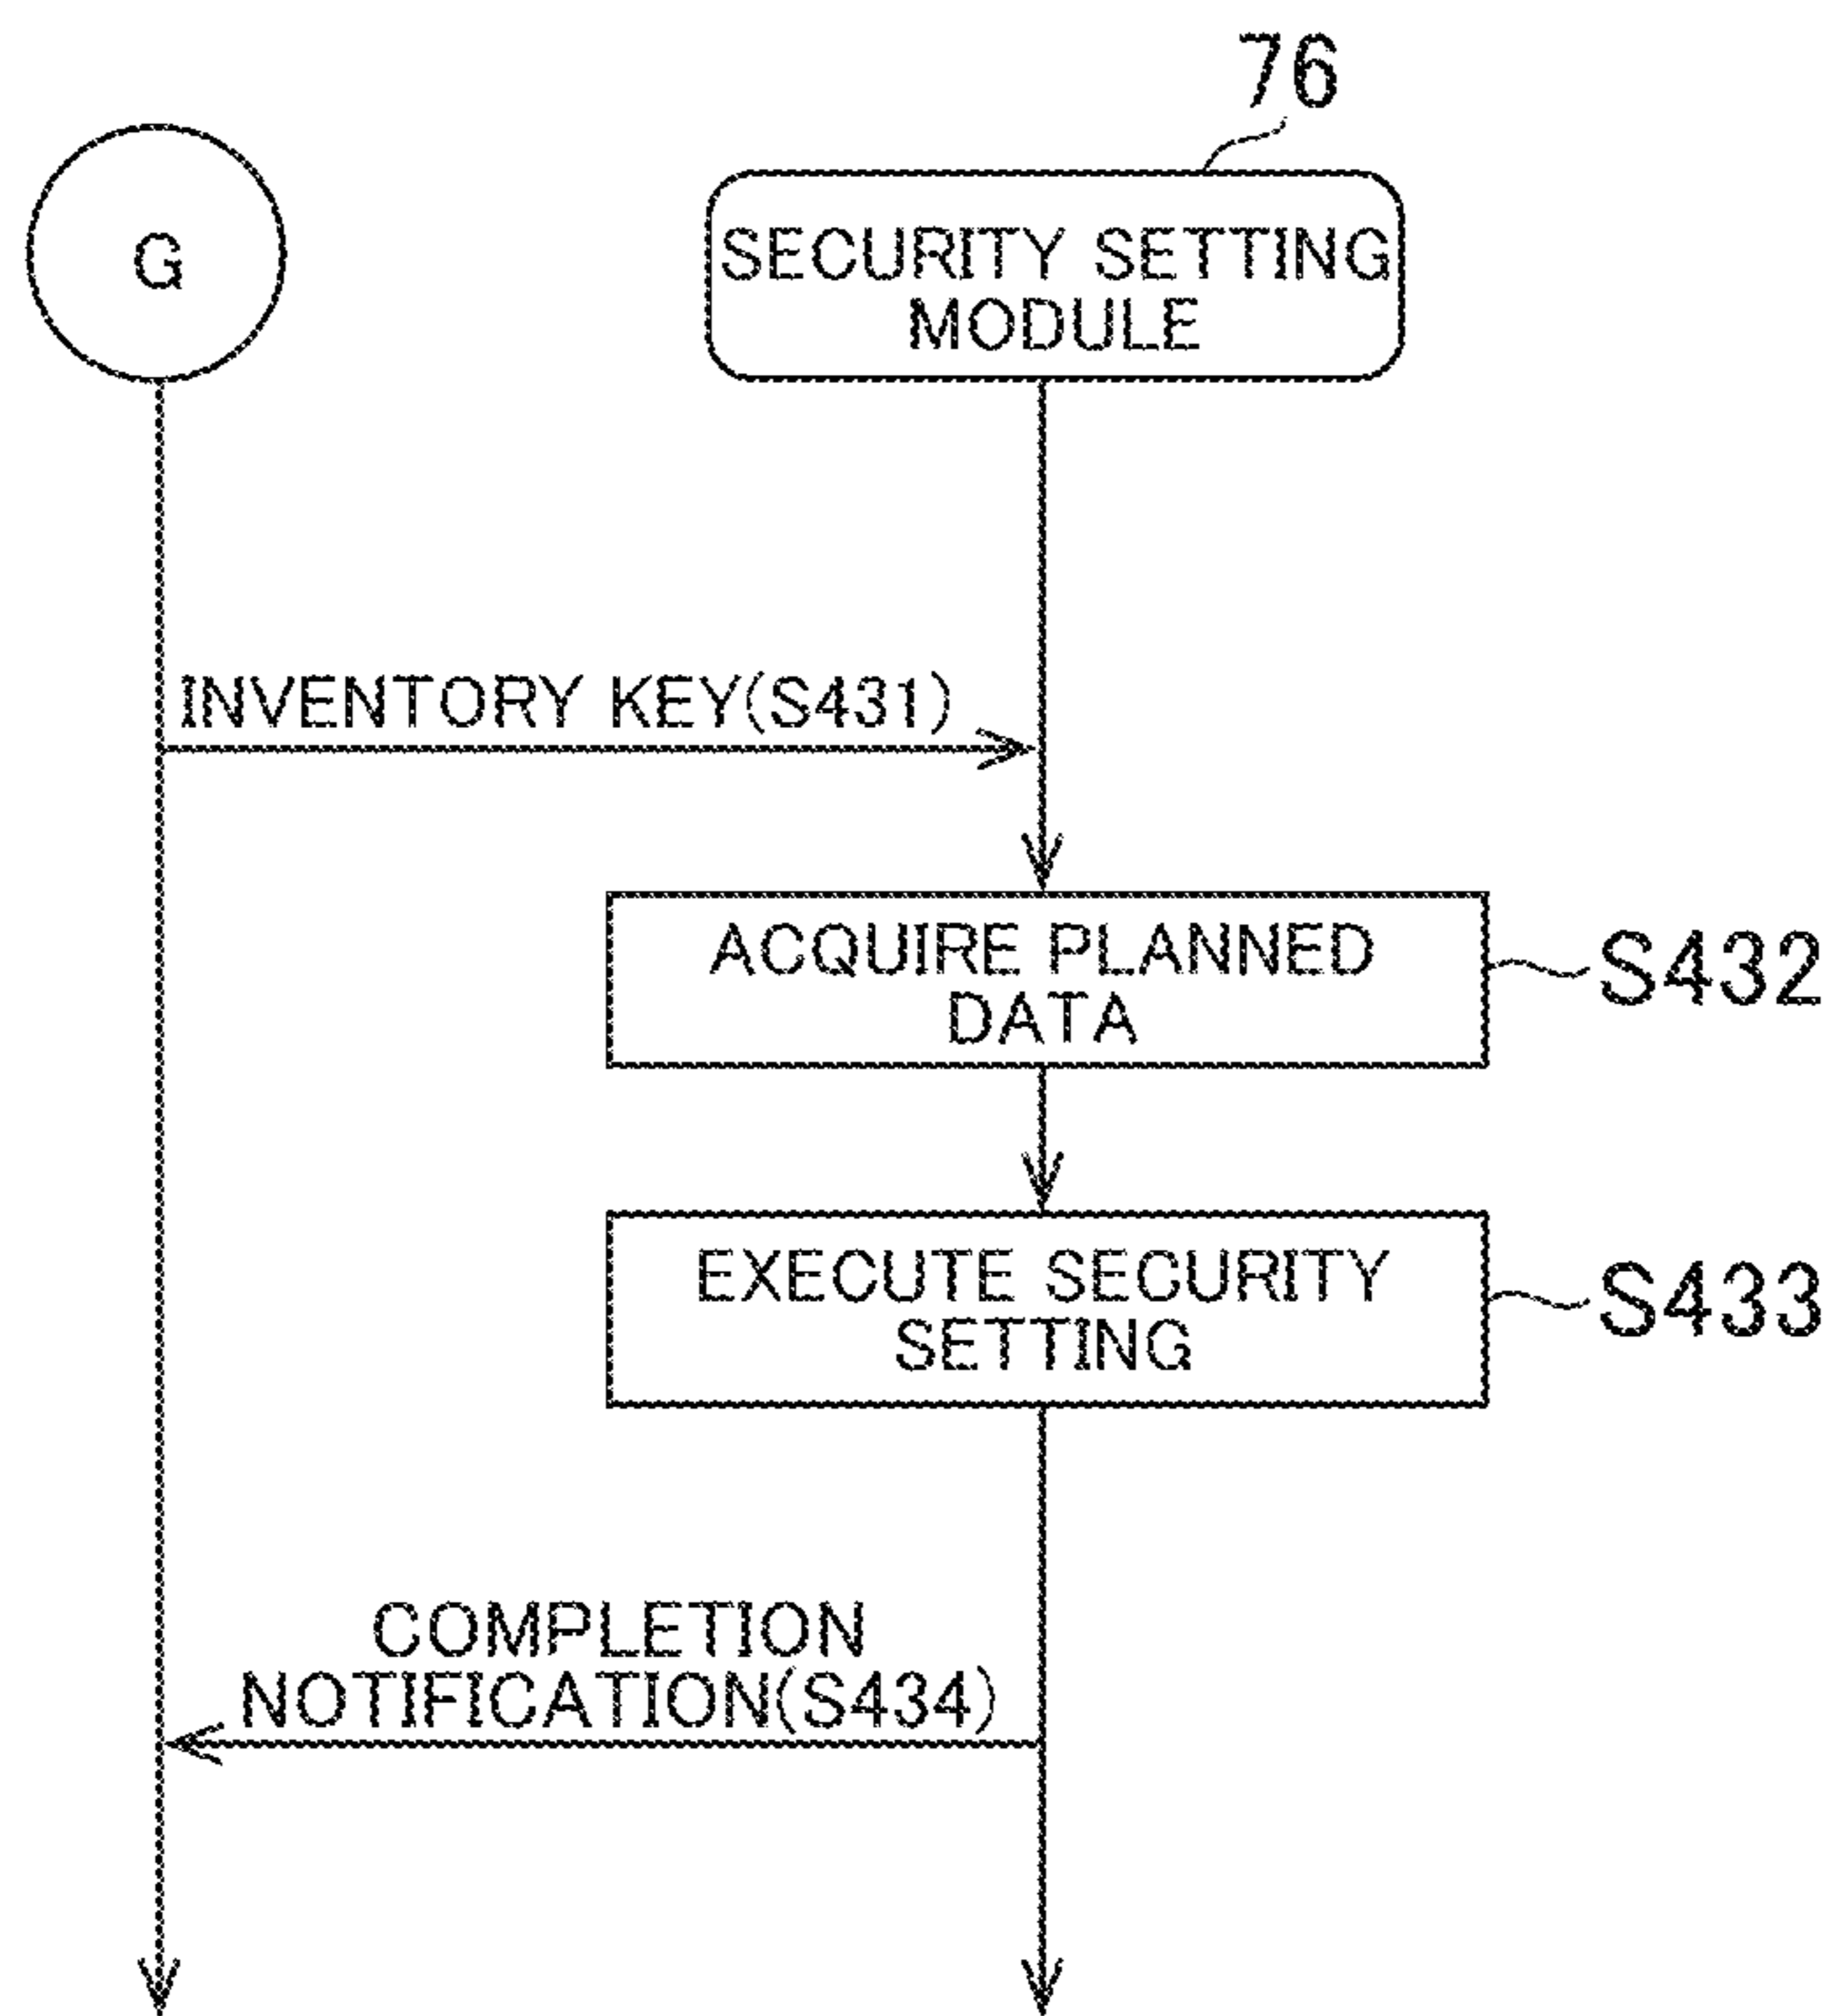 76
G
SECURITY SETTING
MODULE
INVENTORY KEY(S431)
ACQUIRE PLANNED
DATA
S432
EXECUTE SECURITY
SETTING
S433
COMPLETION
NOTIFICATION(S434)